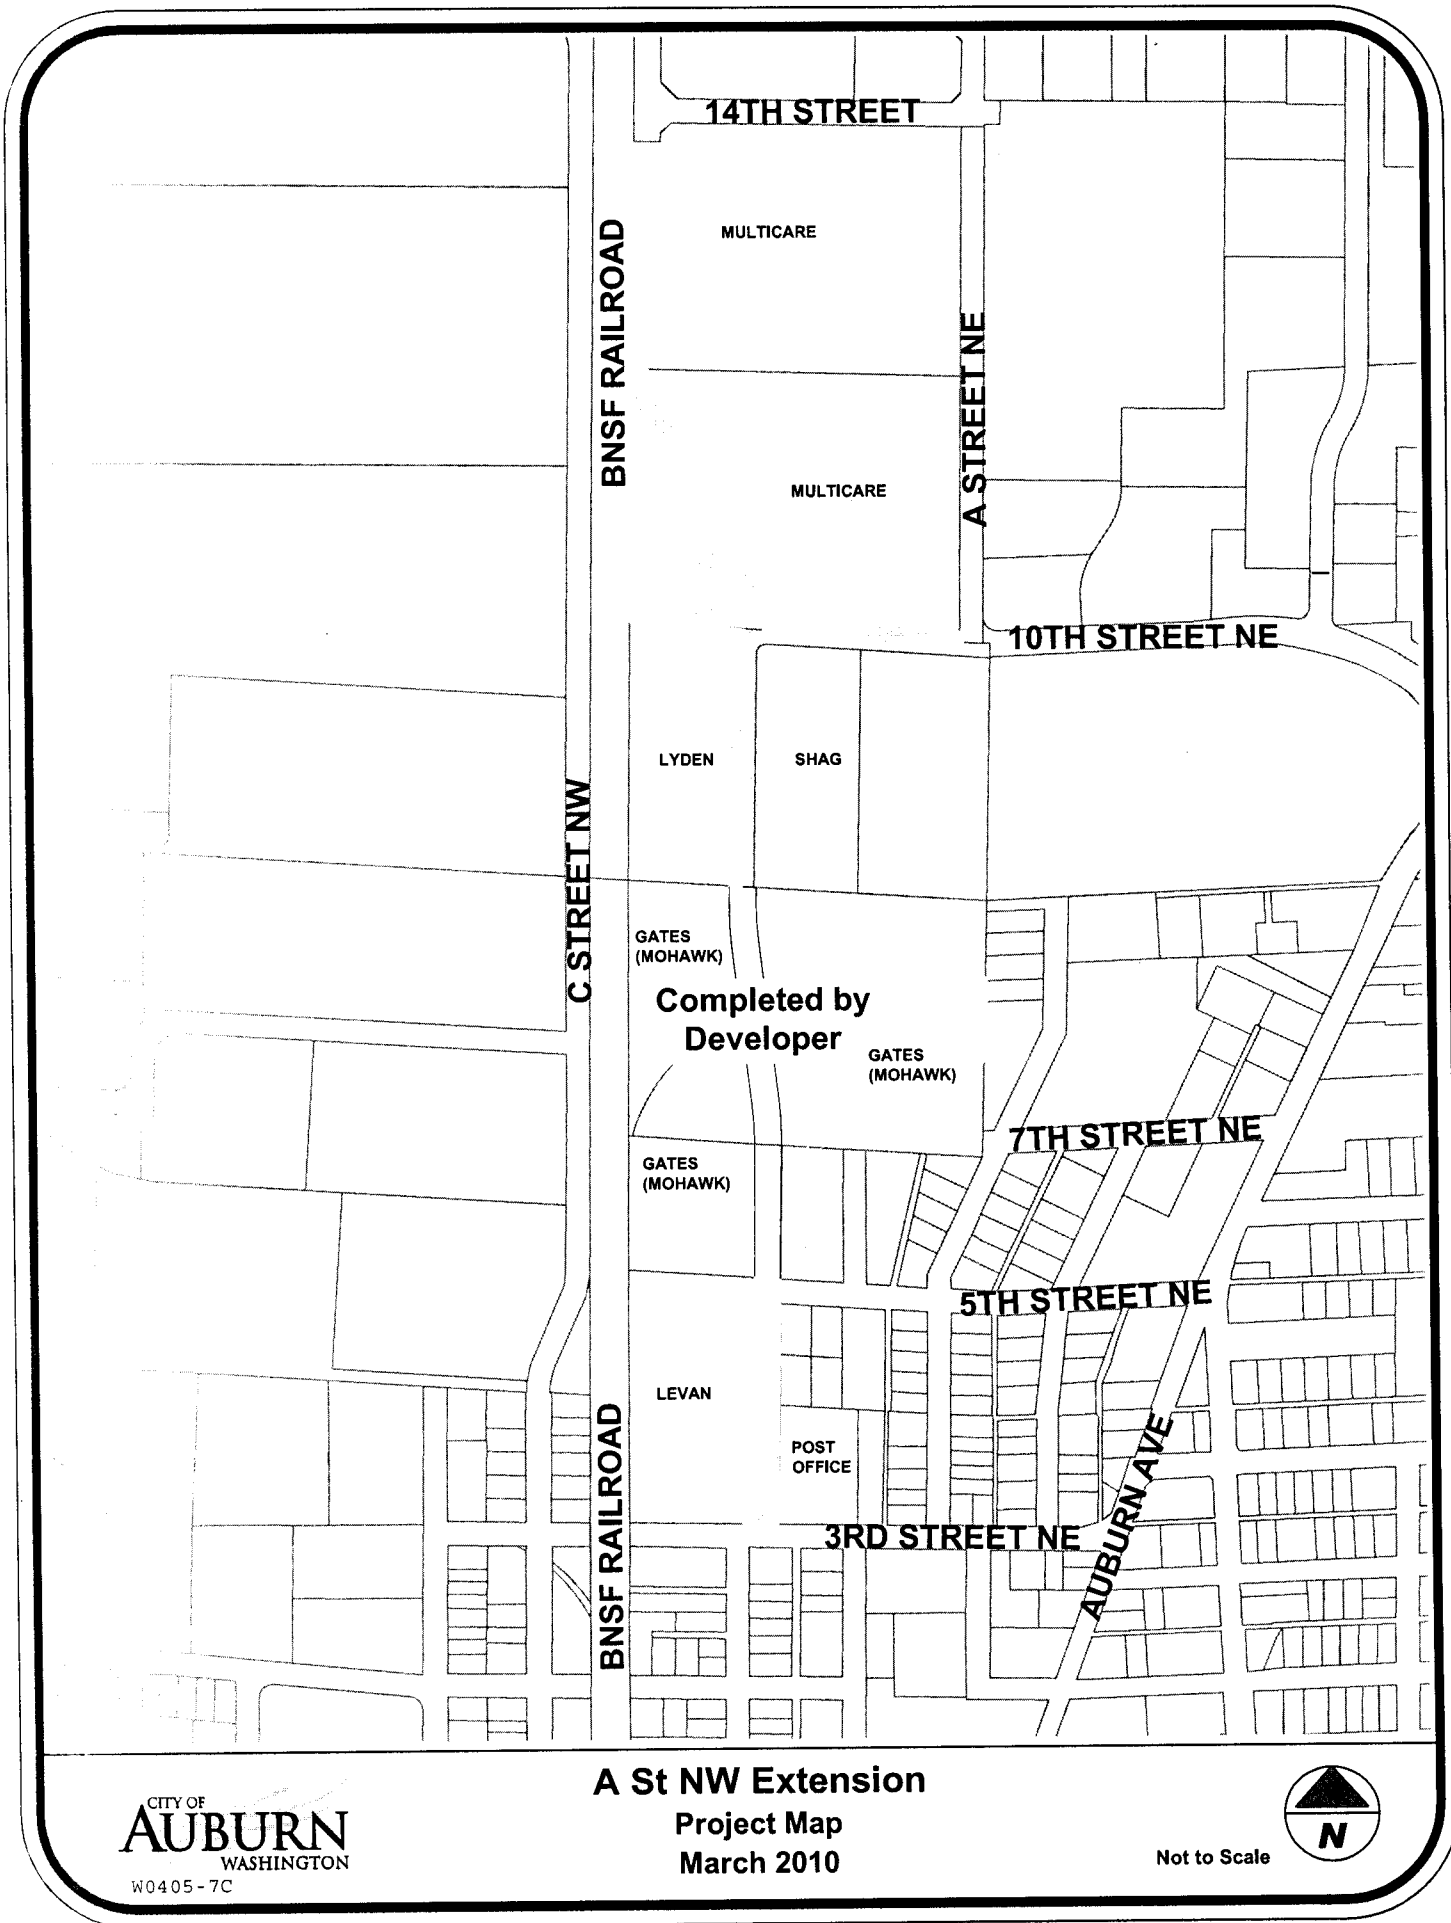 14TH STREET
MULTICARE
BNSF RAILROAD
A STREET NE
MULTICARE
10TH STREET NE
LYDEN
SHAG
C STREET NW
GATES
(MOHAWK)
Completed by
Developer
GATES
(MOHAWK)
7TH STREET NE
GATES
(MOHAWK)
5TH STREET NE
LEVAN
BNSF RAILROAD
POST
OFFICE
AUBURN AVE
3RD STREET NE
A St NW Extension
Project Map
March 2010
CITY OF
AUBURN
WASHINGTON
W0405-7C
Not to Scale
N